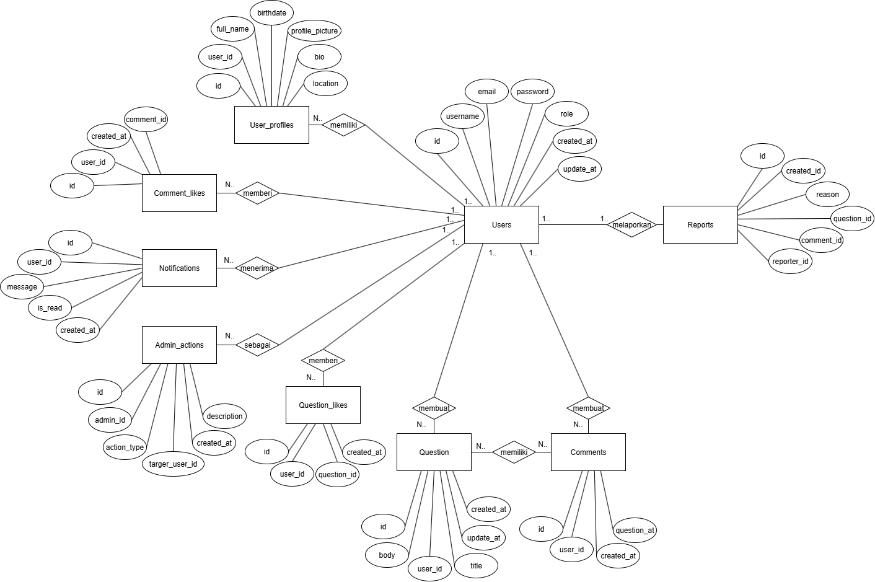 birthdate
full_name
profile_picture
user_id
bio
id
location
User_profiles
N..
memiliki
email
password
username
role
id
created_at
update_at
comment_id
created_at
user_id
id
Comment_likes
N..
memberi
1..
1..
1..
1..
1..
Users
1..
1..
melaporkan
Reports
id
created_id
reason
question_id
comment_id
reporter_id
id
user_id
message
is_read
created_at
Notifications
N..
menerima
1..
1..
Admin_actions
N..
sebagai
id
admin_id
action_type
targer_user_id
created_at
description
memberi
N..
Question_likes
id
user_id
question_id
created_at
membuat
N..
Question
N..
memiliki
N..
membuat
N..
Comments
id
body
user_id
title
update_at
created_at
id
user_id
created_at
question_at